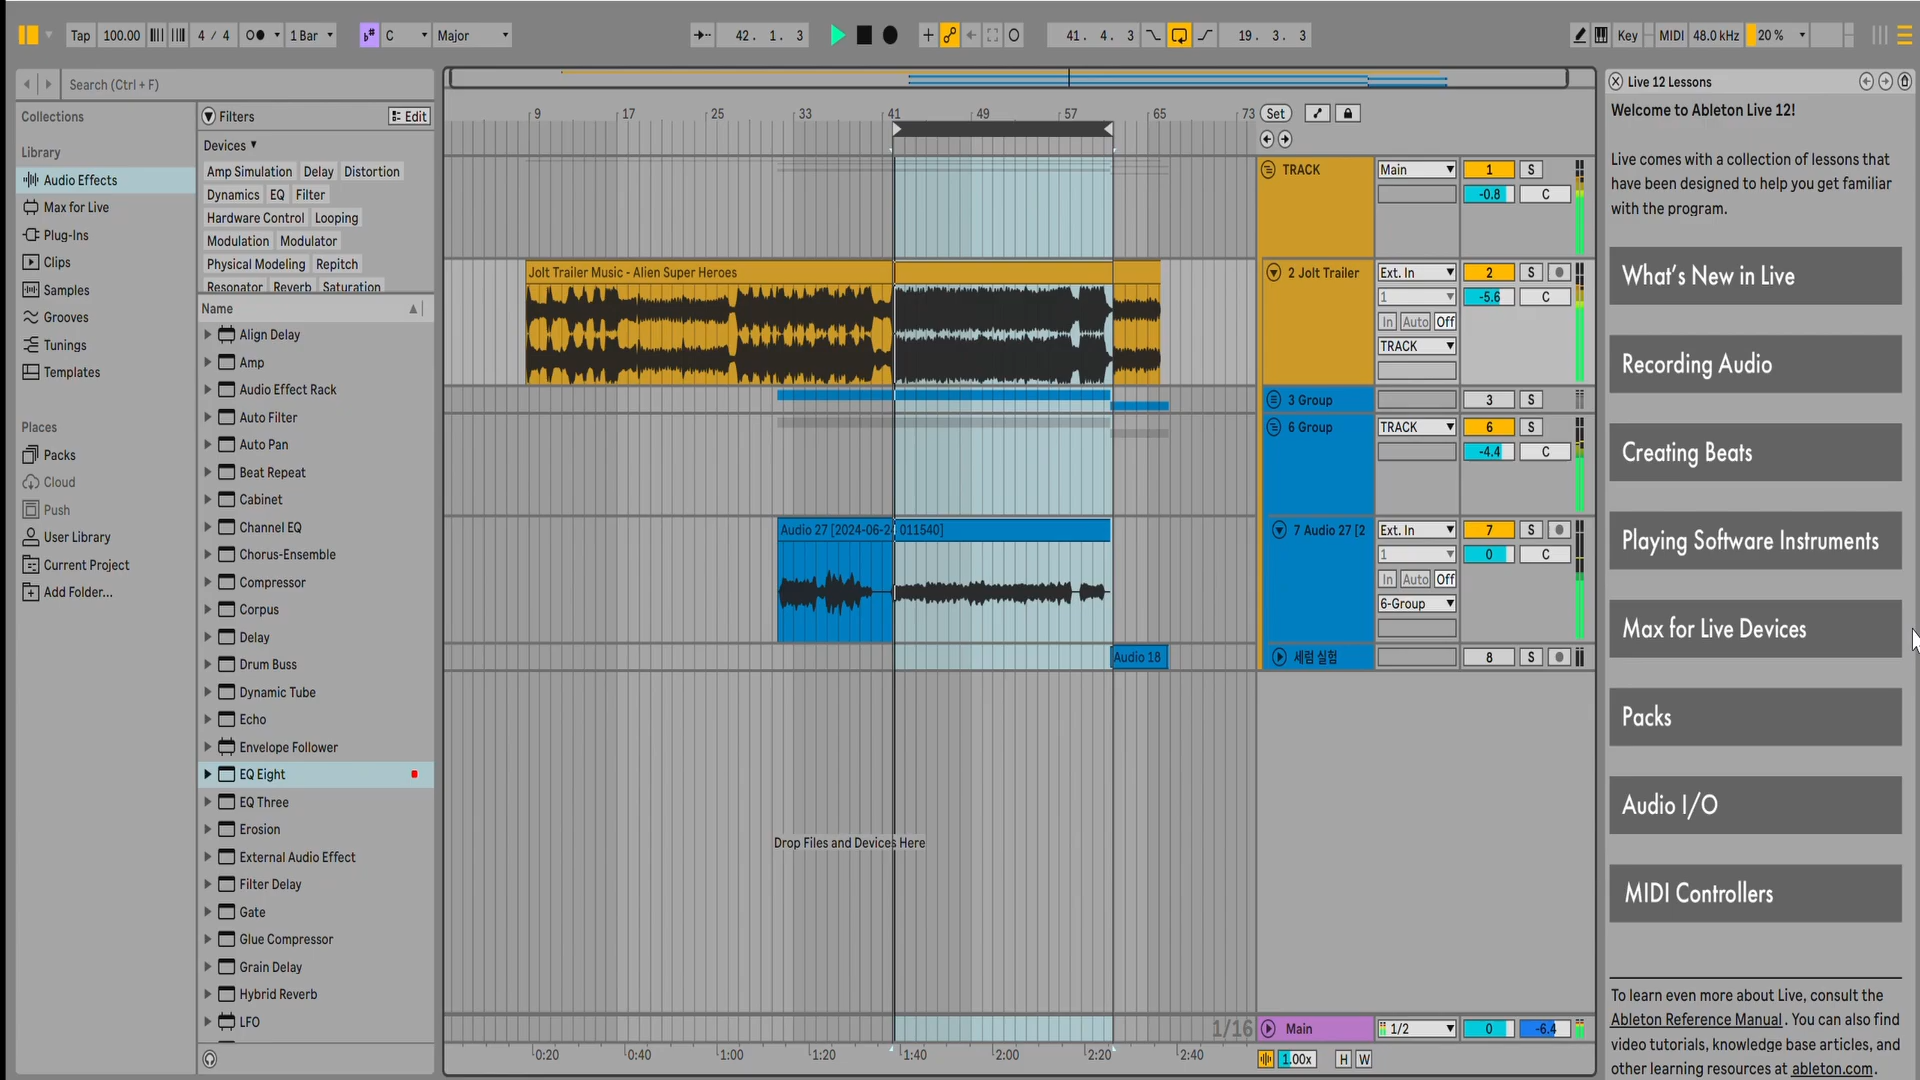 Tap 100.00 4 / 4 1 Bar C Major 42. 1. 3 41. 4. 3 19. 3. 3 Key MIDI 48.0 kHz 20 %
Search (Ctrl + F)
Collections
Library
Audio Effects
Max for Live
Plug-Ins
Clips
Samples
Grooves
Tunings
Templates
Places
Packs
Cloud
Push
User Library
Current Project
Add Folder...
Filters Edit
Devices
Amp Simulation Delay Distortion
Dynamics EQ Filter
Hardware Control Looping
Modulation Modulator
Physical Modeling Repitch
Resonator Reverb Saturation
Name
Align Delay
Amp
Audio Effect Rack
Auto Filter
Auto Pan
Beat Repeat
Cabinet
Channel EQ
Chorus-Ensemble
Compressor
Corpus
Delay
Drum Buss
Dynamic Tube
Echo
Envelope Follower
EQ Eight
EQ Three
Erosion
External Audio Effect
Filter Delay
Gate
Glue Compressor
Grain Delay
Hybrid Reverb
LFO
9 17 25 33 41 49 57 65 73 Set
TRACK Main 1 S
-0.8 C
Jolt Trailer Music - Alien Super Heroes 2 Jolt Trailer Ext. In 2 S
1 -5.6 C
In Auto Off
TRACK
3 Group 3 S
6 Group TRACK 6 S
-4.4 C
Audio 27 [2024-06-24 011540] 7 Audio 27 [2 Ext. In 7 S
1 0 C
In Auto Off
6-Group
Audio 18 세럼 실험 8 S
Drop Files and Devices Here
1/16 Main 1/2 0 -6.4
0:20 0:40 1:00 1:20 1:40 2:00 2:20 2:40 1.00x H W
Live 12 Lessons
Welcome to Ableton Live 12!
Live comes with a collection of lessons that
have been designed to help you get familiar
with the program.
What's New in Live
Recording Audio
Creating Beats
Playing Software Instruments
Max for Live Devices
Packs
Audio I/O
MIDI Controllers
To learn even more about Live, consult the
Ableton Reference Manual. You can also find
video tutorials, knowledge base articles, and
other learning resources at ableton.com.